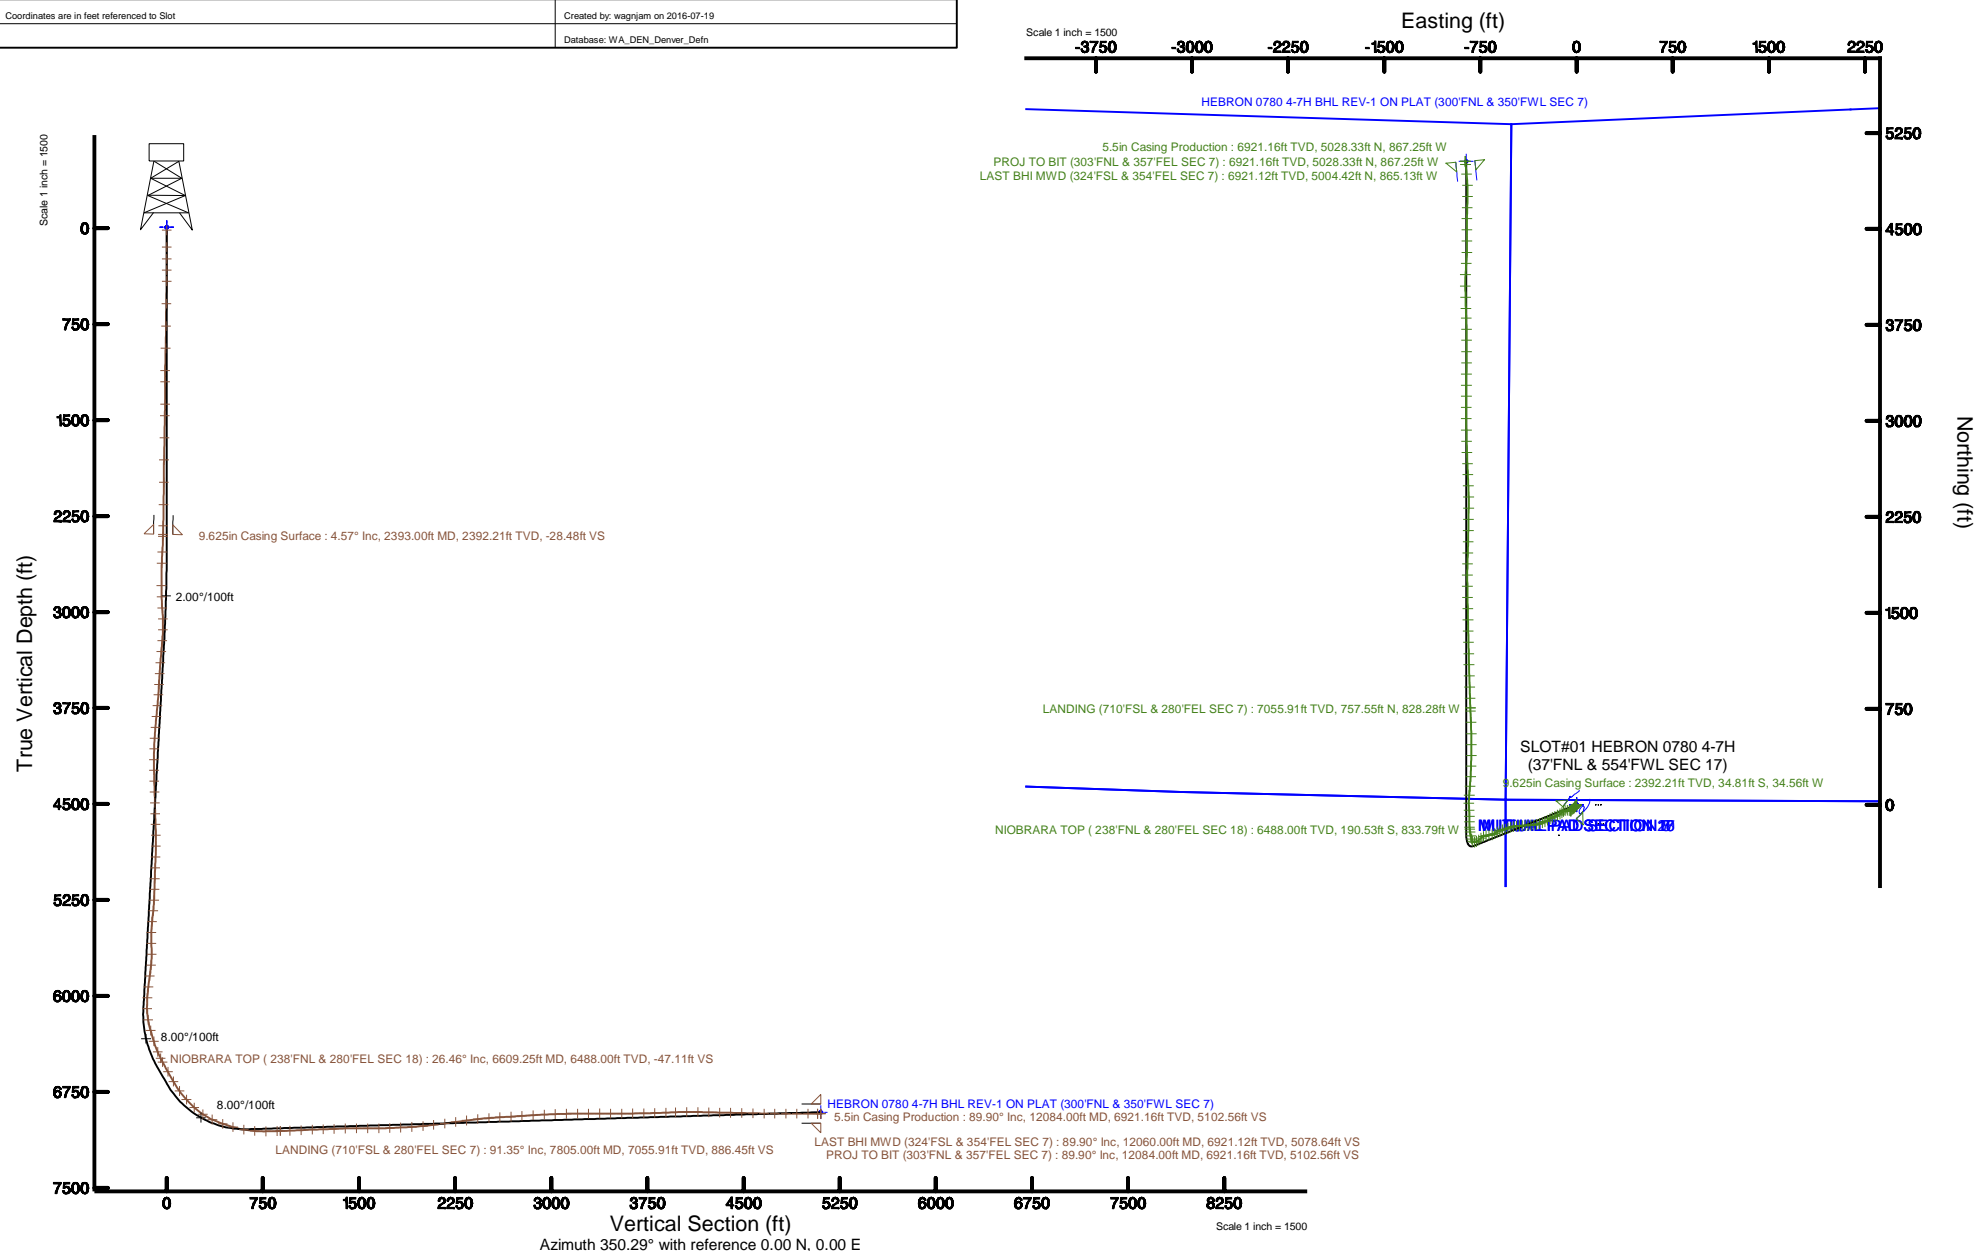 Coordinates are in feet referenced to Slot
Created by: wagnjam on 2016-07-19
Database: WA_DEN_Denver_Defn
Scale 1 inch = 1500
0
750
1500
2250
3000
3750
4500
5250
6000
6750
7500
True Vertical Depth (ft)
9.625in Casing Surface : 4.57° Inc, 2393.00ft MD, 2392.21ft TVD, -28.48ft VS
2.00°/100ft
8.00°/100ft
NIOBRARA TOP ( 238'FNL & 280'FEL SEC 18) : 26.46° Inc, 6609.25ft MD, 6488.00ft TVD, -47.11ft VS
8.00°/100ft
HEBRON 0780 4-7H BHL REV-1 ON PLAT (300'FNL & 350'FWL SEC 7)
5.5in Casing Production : 89.90° Inc, 12084.00ft MD, 6921.16ft TVD, 5102.56ft VS
LAST BHI MWD (324'FSL & 354'FEL SEC 7) : 89.90° Inc, 12060.00ft MD, 6921.12ft TVD, 5078.64ft VS
LANDING (710'FSL & 280'FEL SEC 7) : 91.35° Inc, 7805.00ft MD, 7055.91ft TVD, 886.45ft VS
PROJ TO BIT (303'FNL & 357'FEL SEC 7) : 89.90° Inc, 12084.00ft MD, 6921.16ft TVD, 5102.56ft VS
0 750 1500 2250 3000 3750 4500 5250 6000 6750 7500 8250
Vertical Section (ft)
Scale 1 inch = 1500
Azimuth 350.29° with reference 0.00 N, 0.00 E
Easting (ft)
Scale 1 inch = 1500
-3750 -3000 -2250 -1500 -750 0 750 1500 2250
HEBRON 0780 4-7H BHL REV-1 ON PLAT (300'FNL & 350'FWL SEC 7)
5.5in Casing Production : 6921.16ft TVD, 5028.33ft N, 867.25ft W
PROJ TO BIT (303'FNL & 357'FEL SEC 7) : 6921.16ft TVD, 5028.33ft N, 867.25ft W
LAST BHI MWD (324'FSL & 354'FEL SEC 7) : 6921.12ft TVD, 5004.42ft N, 865.13ft W
LANDING (710'FSL & 280'FEL SEC 7) : 7055.91ft TVD, 757.55ft N, 828.28ft W
SLOT#01 HEBRON 0780 4-7H
(37'FNL & 554'FWL SEC 17)
9.625in Casing Surface : 2392.21ft TVD, 34.81ft S, 34.56ft W
NIOBRARA TOP ( 238'FNL & 280'FEL SEC 18) : 6488.00ft TVD, 190.53ft S, 833.79ft W
5250
4500
3750
3000
2250
1500
750
0
Northing (ft)